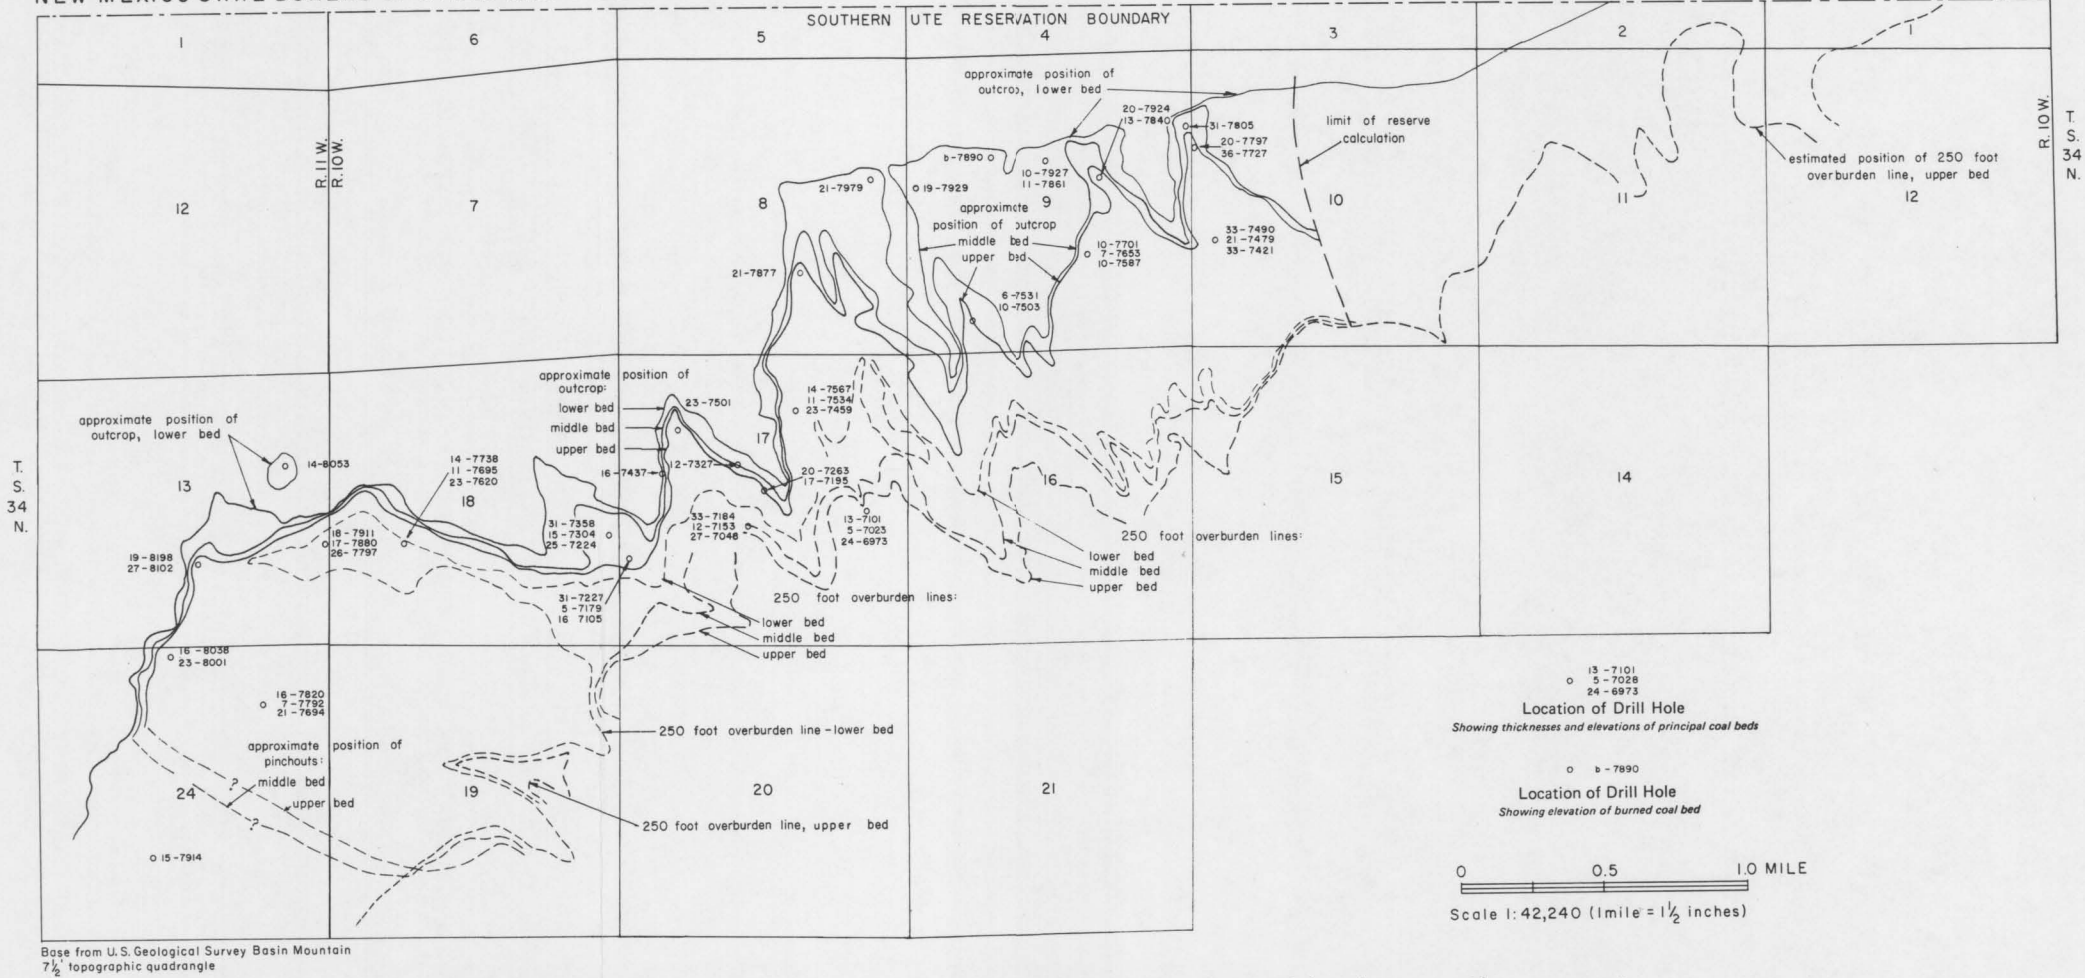 SOUTHERN UTE RESERVATION BOUNDARY
1
6
5
4
3
2
1
approximate position of
outcrop, lower bed
20-7924
13-7840
31-7805
20-7797
36-7727
limit of reserve
calculation
R. 11 W.
R. 10 W.
R. 10 W.
T.
S.
34
N.
estimated position of 250 foot
overburden line, upper bed
12
7
8
9
10
11
12
b-7890
10-7927
11-7861
21-7979
19-7929
approximate
position of outcrop
middle bed
upper bed
10-7701
7-7653
10-7587
33-7490
21-7479
33-7421
21-7877
6-7531
10-7503
approximate position of
outcrop:
lower bed
middle bed
upper bed
23-7501
14-7567
11-7534
23-7459
17
approximate position of
outcrop, lower bed
14-8053
14-7738
11-7695
23-7620
16-7437
12-7327
20-7263
17-7195
T.
S.
34
N.
13
18
16
15
14
18-7911
17-7880
26-7797
31-7358
15-7304
25-7224
33-7184
12-7153
27-7048
13-7101
5-7023
24-6973
250 foot overburden lines:
lower bed
middle bed
upper bed
19-8198
27-8102
31-7227
5-7179
16 7105
250 foot overburden lines:
lower bed
middle bed
upper bed
16-8038
23-8001
16-7820
7-7792
21-7694
250 foot overburden line-lower bed
approximate position of
pinchouts:
?
middle bed
upper bed
?
24
19
20
21
250 foot overburden line, upper bed
15-7914
13-7101
5-7028
24-6973
Location of Drill Hole
Showing thicknesses and elevations of principal coal beds
b-7890
Location of Drill Hole
Showing elevation of burned coal bed
0 0.5 1.0 MILE
Scale 1:42,240 (1mile = 1½ inches)
Base from U.S. Geological Survey Basin Mountain
7½' topographic quadrangle